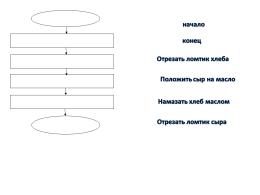 начало
конец
Отрезать ломтик хлеба
Положить сыр на масло
Намазать хлеб маслом
Отрезать ломтик сыра